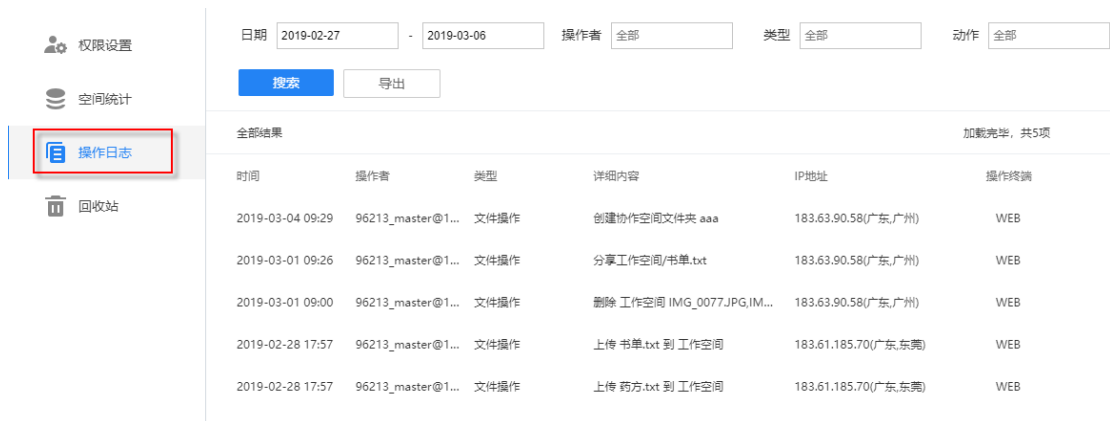 权限设置
空间统计
操作日志
回收站
日期 2019-02-27 - 2019-03-06 操作者 全部 类型 全部 动作 全部
搜索 导出
全部结果 加载完毕，共5项
时间 操作者 类型 详细内容 IP地址 操作终端
2019-03-04 09:29 96213_master@1... 文件操作 创建协作空间文件夹 aaa 183.63.90.58(广东,广州) WEB
2019-03-01 09:26 96213_master@1... 文件操作 分享工作空间/书单.txt 183.63.90.58(广东,广州) WEB
2019-03-01 09:00 96213_master@1... 文件操作 删除 工作空间 IMG_0077.JPG,IM... 183.63.90.58(广东,广州) WEB
2019-02-28 17:57 96213_master@1... 文件操作 上传 书单.txt 到 工作空间 183.61.185.70(广东,东莞) WEB
2019-02-28 17:57 96213_master@1... 文件操作 上传 药方.txt 到 工作空间 183.61.185.70(广东,东莞) WEB